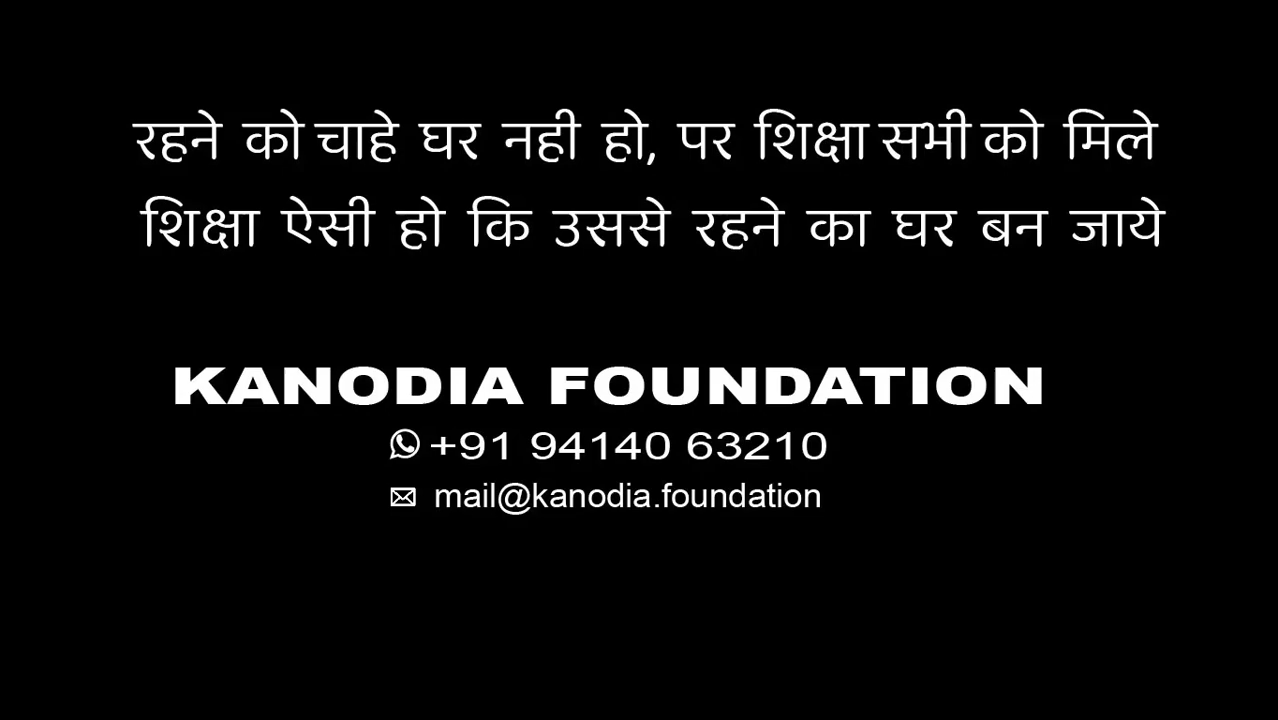 रहने को चाहे घर नही हो, पर शिक्षा सभी को मिले
शिक्षा ऐसी हो कि उससे रहने का घर बन जाये
KANODIA FOUNDATION
+91 94140 63210
mail@kanodia.foundation